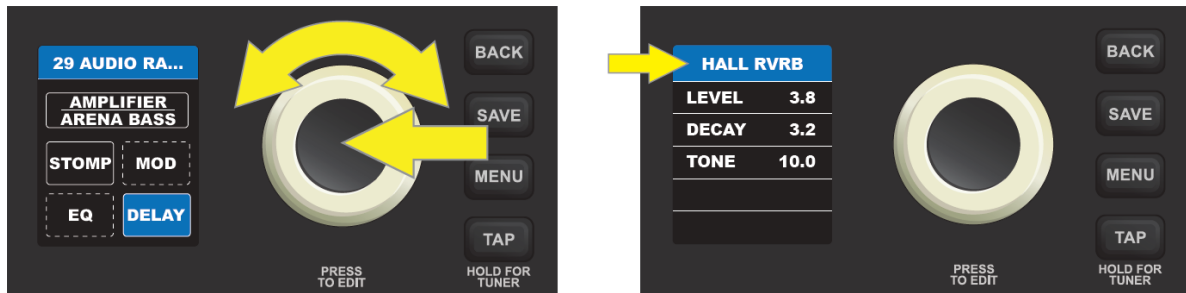 29 AUDIO RA...
AMPLIFIER
ARENA BASS
STOMP
MOD
EQ
DELAY
PRESS
TO EDIT
BACK
SAVE
MENU
TAP
HOLD FOR
TUNER
HALL RVRB
LEVEL 3.8
DECAY 3.2
TONE 10.0
PRESS
TO EDIT
BACK
SAVE
MENU
TAP
HOLD FOR
TUNER